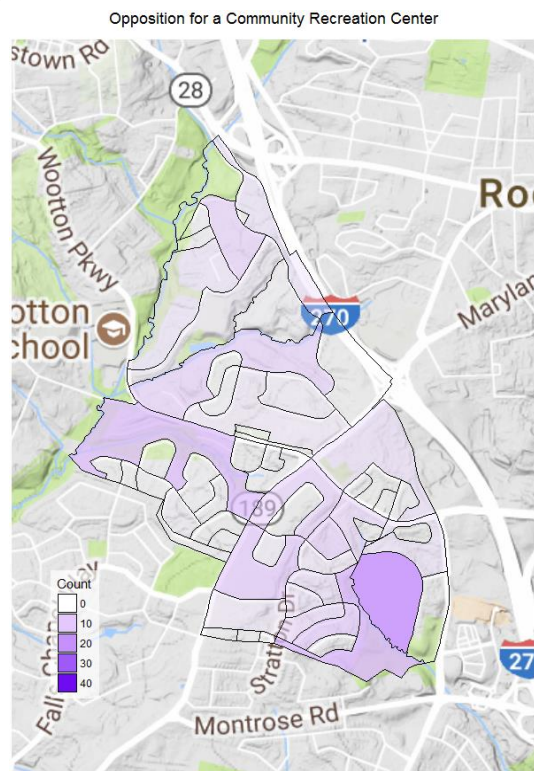 Opposition for a Community Recreation Center
stown Rd
28
Wootton Pkwy
Ro
Marylan
270
otton
chool
189
Count
0
10
20
30
40
Stratton Dr
27
Montrose Rd